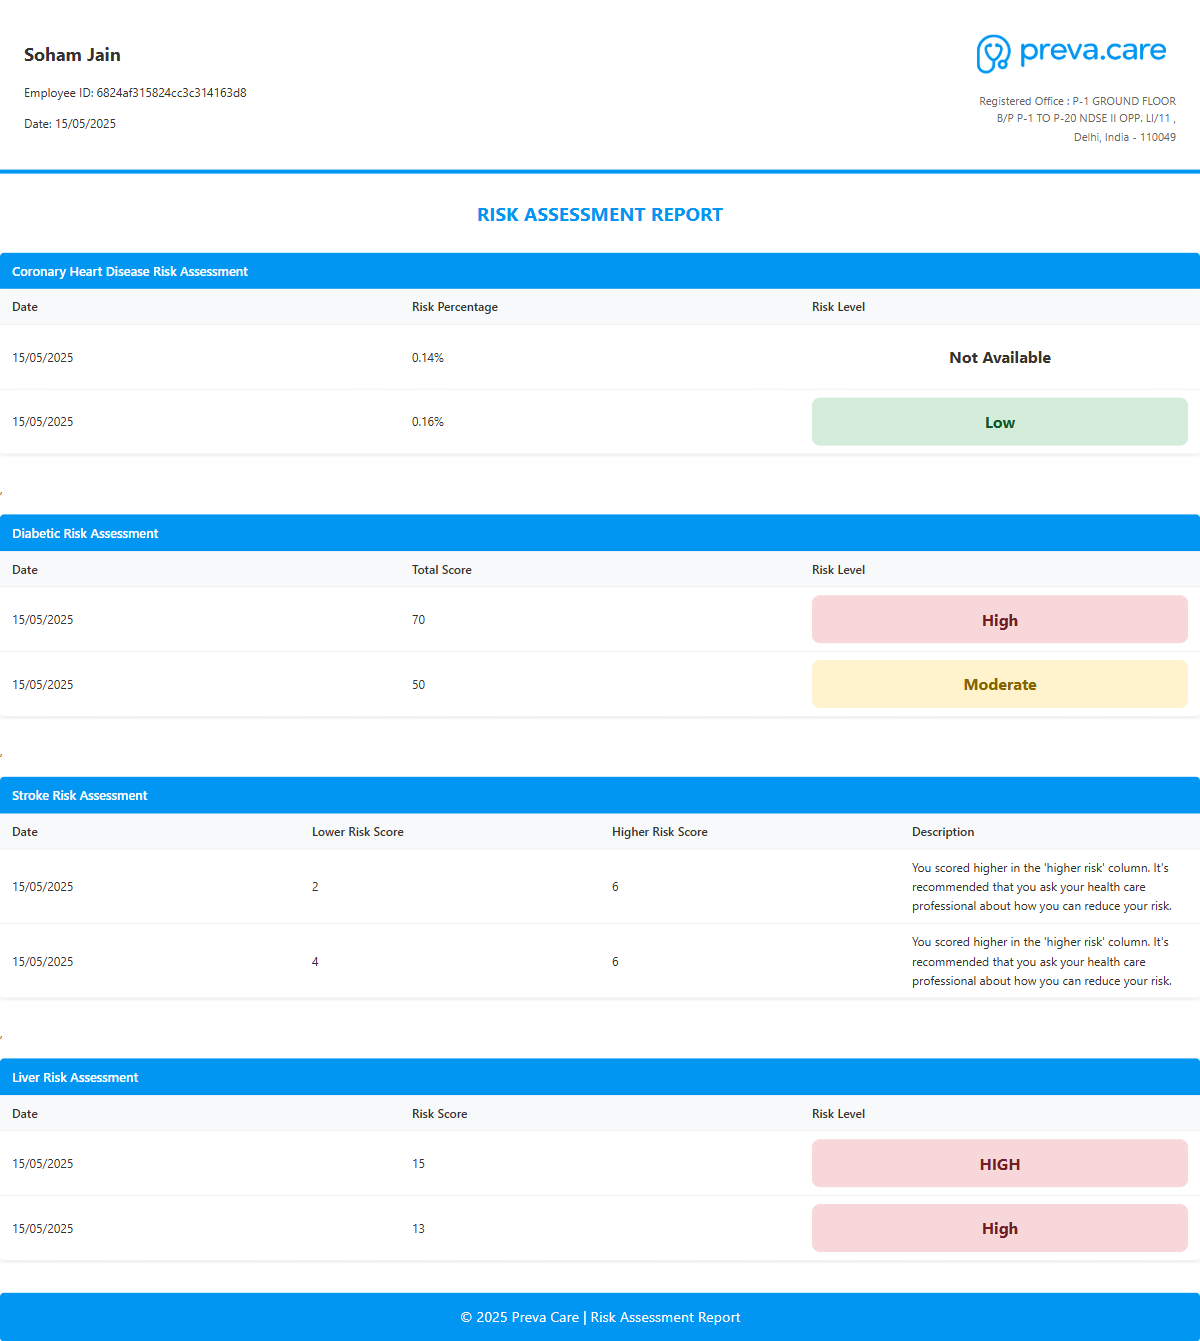 Soham Jain
Employee ID: 6824af315824cc3c314163d8
Date: 15/05/2025
preva.care
Registered Office : P-1 GROUND FLOOR
B/P P-1 TO P-20 NDSE II OPP. LI/11 ,
Delhi, India - 110049
RISK ASSESSMENT REPORT
Coronary Heart Disease Risk Assessment
Date Risk Percentage Risk Level
15/05/2025 0.14% Not Available
15/05/2025 0.16% Low
,
Diabetic Risk Assessment
Date Total Score Risk Level
15/05/2025 70 High
15/05/2025 50 Moderate
,
Stroke Risk Assessment
Date Lower Risk Score Higher Risk Score Description
15/05/2025 2 6 You scored higher in the 'higher risk' column. It's
recommended that you ask your health care
professional about how you can reduce your risk.
15/05/2025 4 6 You scored higher in the 'higher risk' column. It's
recommended that you ask your health care
professional about how you can reduce your risk.
,
Liver Risk Assessment
Date Risk Score Risk Level
15/05/2025 15 HIGH
15/05/2025 13 High
© 2025 Preva Care | Risk Assessment Report